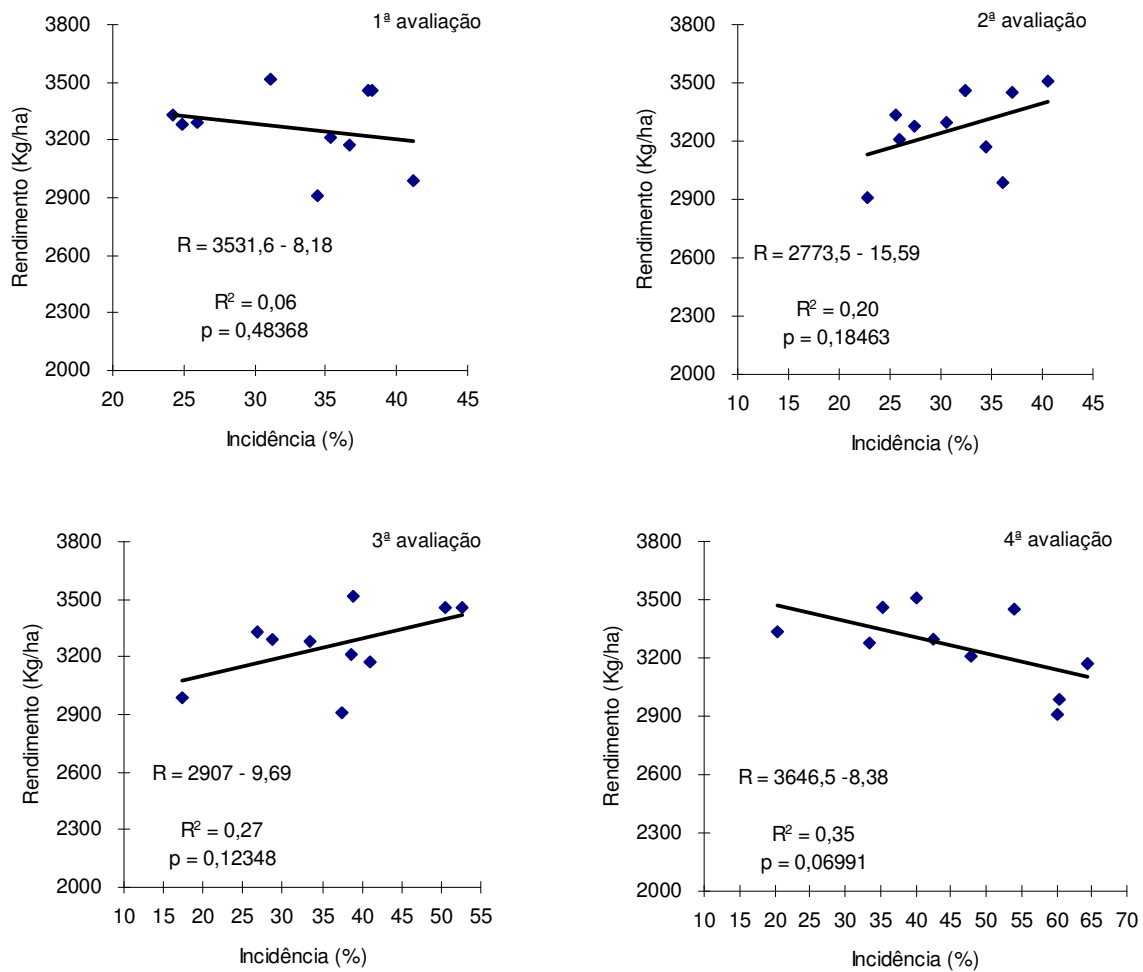 1ª avaliação
3800
3500
3200
2900
2600
2300
2000
Rendimento (Kg/ha)
R = 3531,6 - 8,18
R² = 0,06
p = 0,48368
20 25 30 35 40 45
Incidência (%)
2ª avaliação
3800
3500
3200
2900
2600
2300
2000
Rendimento (Kg/ha)
R = 2773,5 - 15,59
R² = 0,20
p = 0,18463
10 15 20 25 30 35 40 45
Incidência (%)
3ª avaliação
3800
3500
3200
2900
2600
2300
2000
Rendimento (Kg/ha)
R = 2907 - 9,69
R² = 0,27
p = 0,12348
10 15 20 25 30 35 40 45 50 55
Incidência (%)
4ª avaliação
3800
3500
3200
2900
2600
2300
2000
Rendimento (Kg/ha)
R = 3646,5 -8,38
R² = 0,35
p = 0,06991
10 15 20 25 30 35 40 45 50 55 60 65 70
Incidência (%)